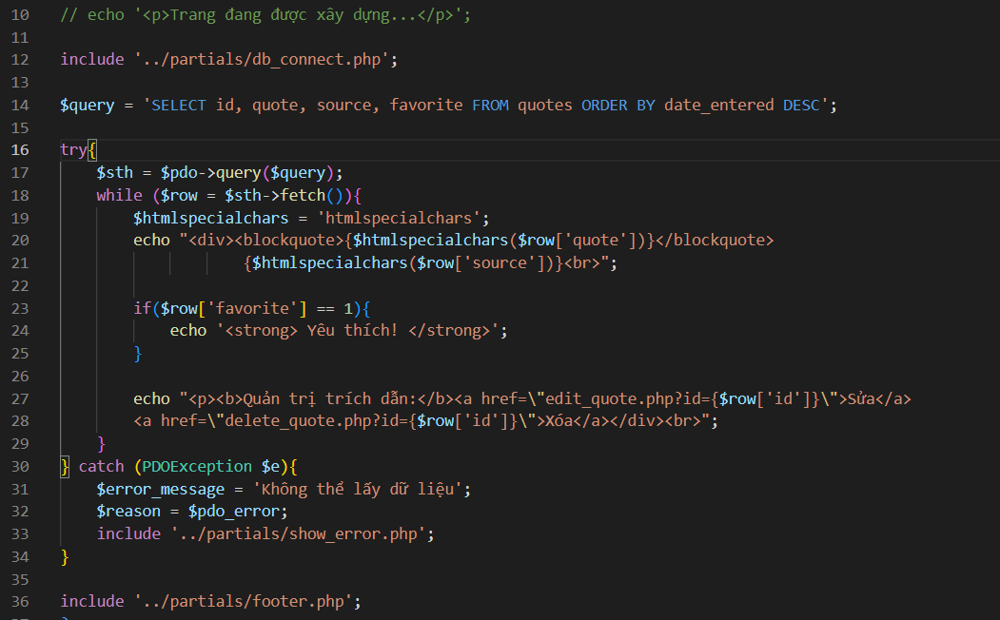 10 // echo '<p>Trang đang được xây dựng...</p>';
11
12 include '../partials/db_connect.php';
13
14 $query = 'SELECT id, quote, source, favorite FROM quotes ORDER BY date_entered DESC';
15
16 try{
17 $sth = $pdo->query($query);
18 while ($row = $sth->fetch()){
19 $htmlspecialchars = 'htmlspecialchars';
20 echo "<div><blockquote>{$htmlspecialchars($row['quote'])}</blockquote>
21 {$htmlspecialchars($row['source'])}<br>";
22
23 if($row['favorite'] == 1){
24 echo '<strong> Yêu thích! </strong>';
25 }
26
27 echo "<p><b>Quản trị trích dẫn:</b><a href=\"edit_quote.php?id={$row['id']}\">Sửa</a>
28 <a href=\"delete_quote.php?id={$row['id']}\">Xóa</a></div><br>";
29 }
30 } catch (PDOException $e){
31 $error_message = 'Không thể lấy dữ liệu';
32 $reason = $pdo_error;
33 include '../partials/show_error.php';
34 }
35
36 include '../partials/footer.php';